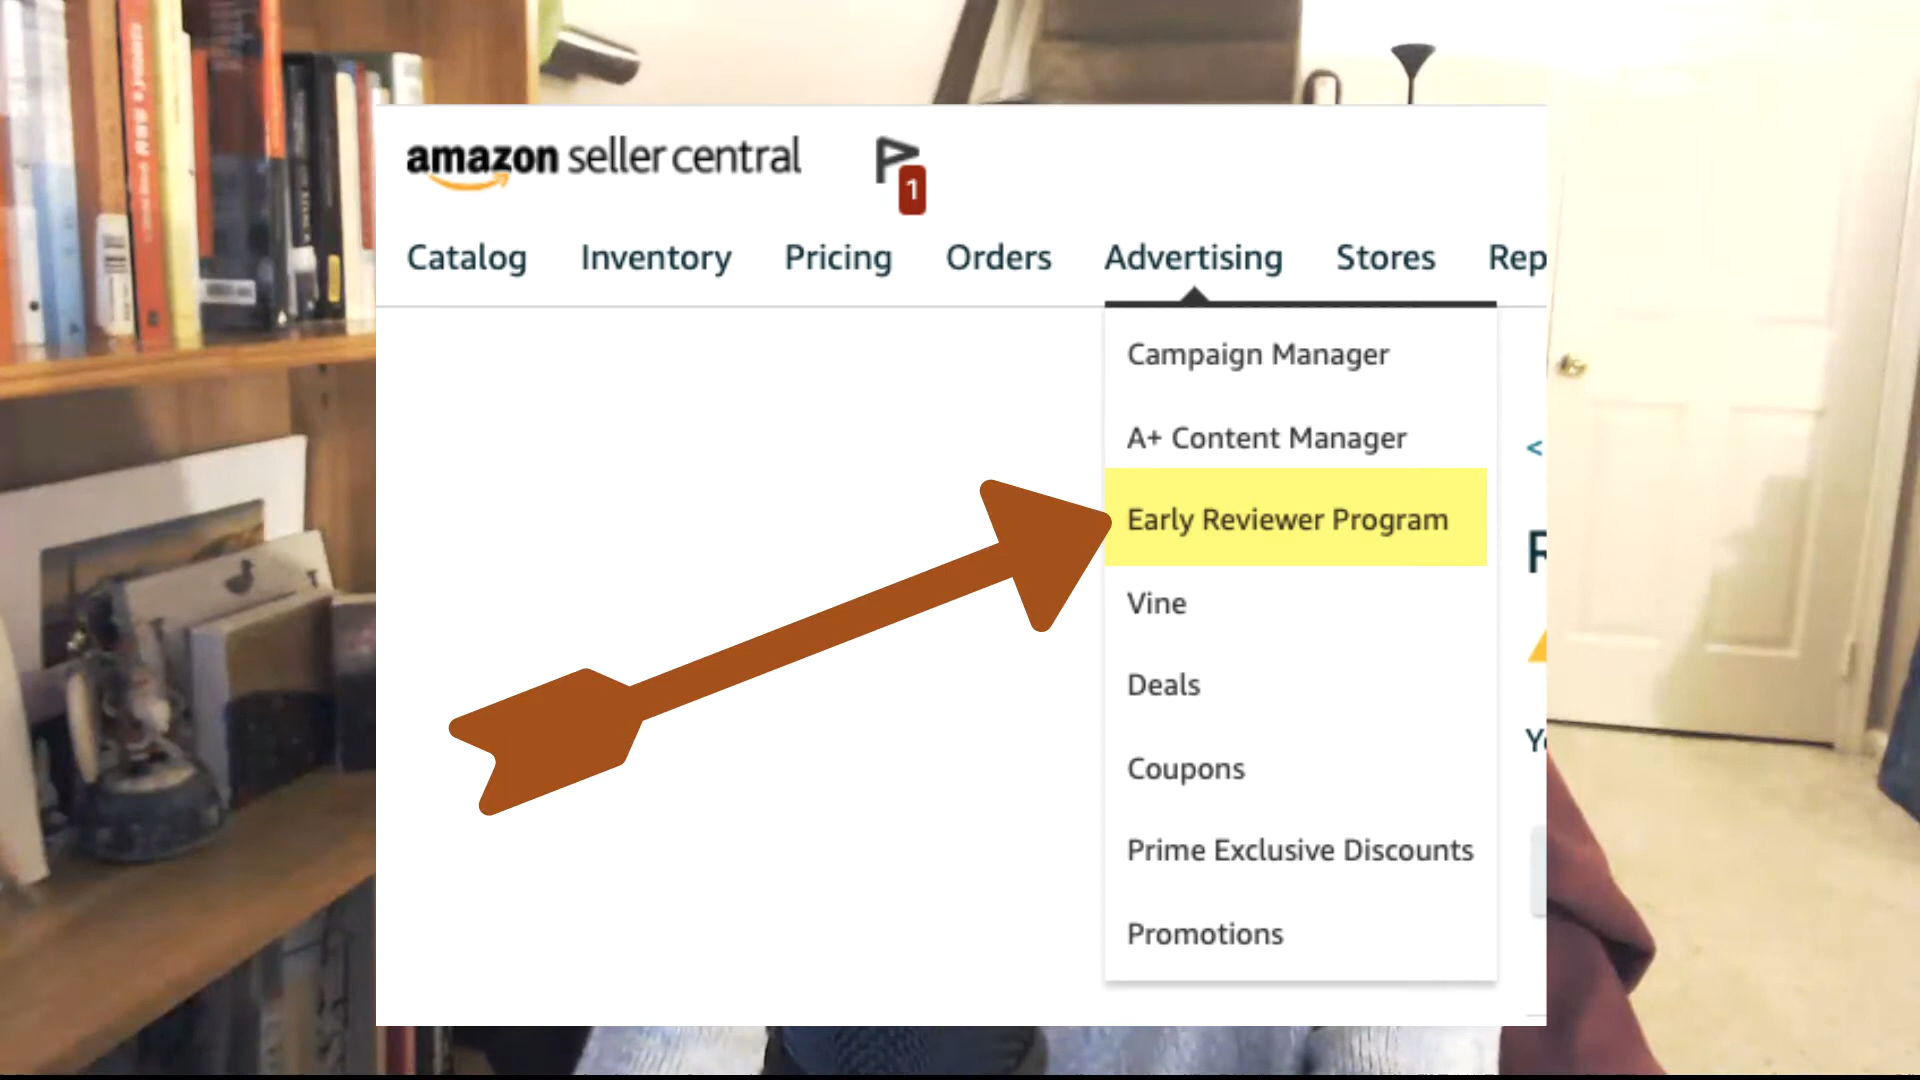 amazon seller central
1
Catalog Inventory Pricing Orders Advertising Stores Rep
Campaign Manager
A+ Content Manager
<
Early Reviewer Program
Vine
Deals
Coupons
Prime Exclusive Discounts
Promotions